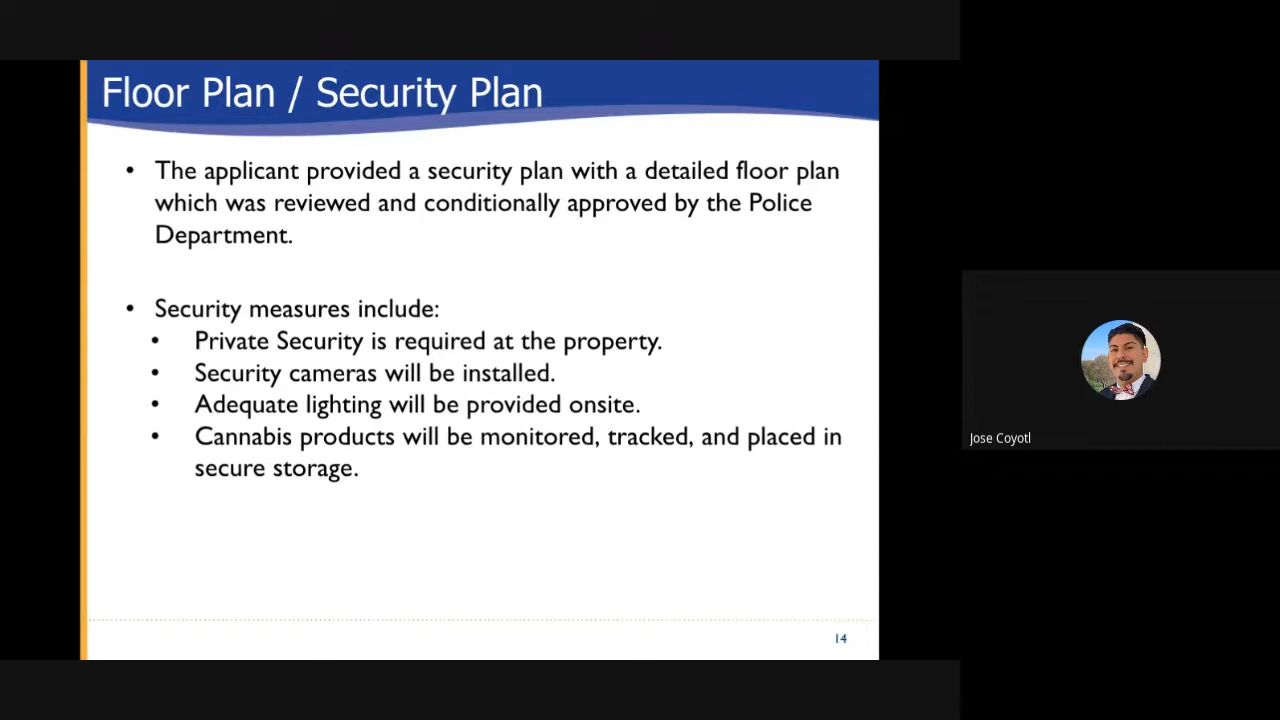 Floor Plan / Security Plan
• The applicant provided a security plan with a detailed floor plan
which was reviewed and conditionally approved by the Police
Department.
• Security measures include:
• Private Security is required at the property.
• Security cameras will be installed.
• Adequate lighting will be provided onsite.
• Cannabis products will be monitored, tracked, and placed in
secure storage.
14
Jose Coyotl